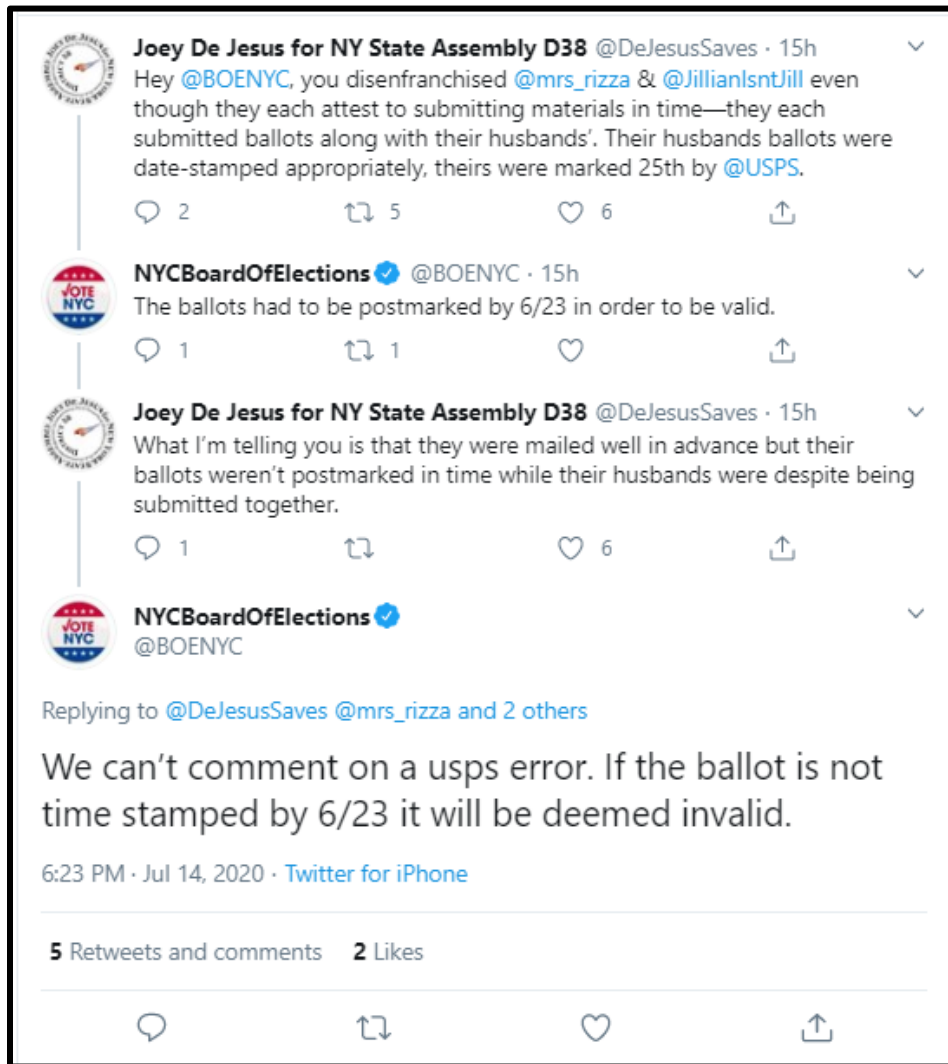 Joey De Jesus for NY State Assembly D38 @DeJesusSaves · 15h
Hey @BOENYC, you disenfranchised @mrs_rizza & @JillianIsntJill even
though they each attest to submitting materials in time—they each
submitted ballots along with their husbands’. Their husbands ballots were
date-stamped appropriately, theirs were marked 25th by @USPS.
2 5 6
VOTE
NYC
NYCBoardOfElections @BOENYC · 15h
The ballots had to be postmarked by 6/23 in order to be valid.
1 1
Joey De Jesus for NY State Assembly D38 @DeJesusSaves · 15h
What I’m telling you is that they were mailed well in advance but their
ballots weren’t postmarked in time while their husbands were despite being
submitted together.
1 6
VOTE
NYC
NYCBoardOfElections
@BOENYC
Replying to @DeJesusSaves @mrs_rizza and 2 others
We can’t comment on a usps error. If the ballot is not
time stamped by 6/23 it will be deemed invalid.
6:23 PM · Jul 14, 2020 · Twitter for iPhone
5 Retweets and comments 2 Likes